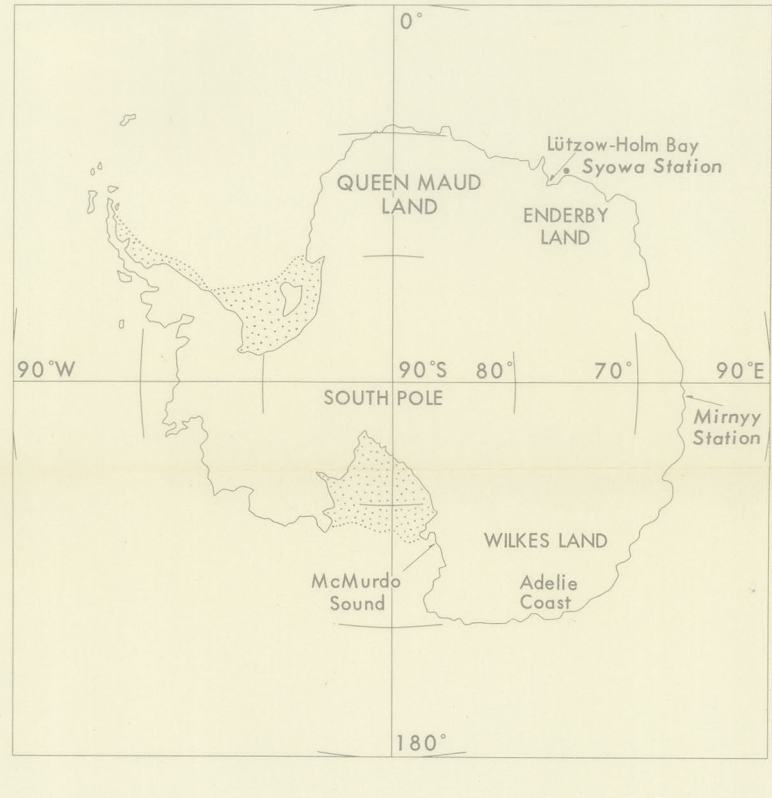 0°
Lützow-Holm Bay
Syowa Station
QUEEN MAUD
LAND
ENDERBY
LAND
90°W
90°S
80°
70°
90°E
SOUTH POLE
Mirnyy
Station
WILKES LAND
McMurdo
Sound
Adelie
Coast
180°